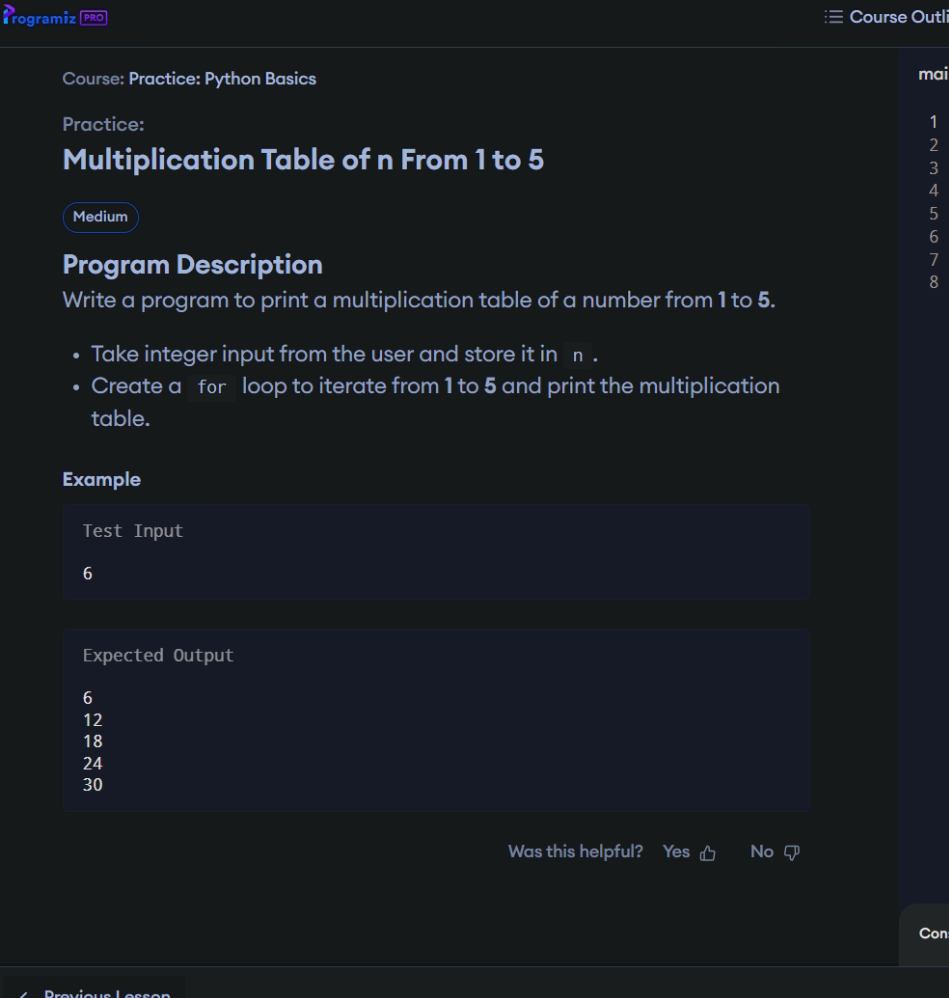 Programiz PRO
Course Outli
Course: Practice: Python Basics
mai
Practice:
Multiplication Table of n From 1 to 5
Medium
Program Description
Write a program to print a multiplication table of a number from 1 to 5.
• Take integer input from the user and store it in n .
• Create a for loop to iterate from 1 to 5 and print the multiplication
table.
Example
Test Input
6
Expected Output
6
12
18
24
30
Was this helpful? Yes No
1
2
3
4
5
6
7
8
Cons
Previous Lesson